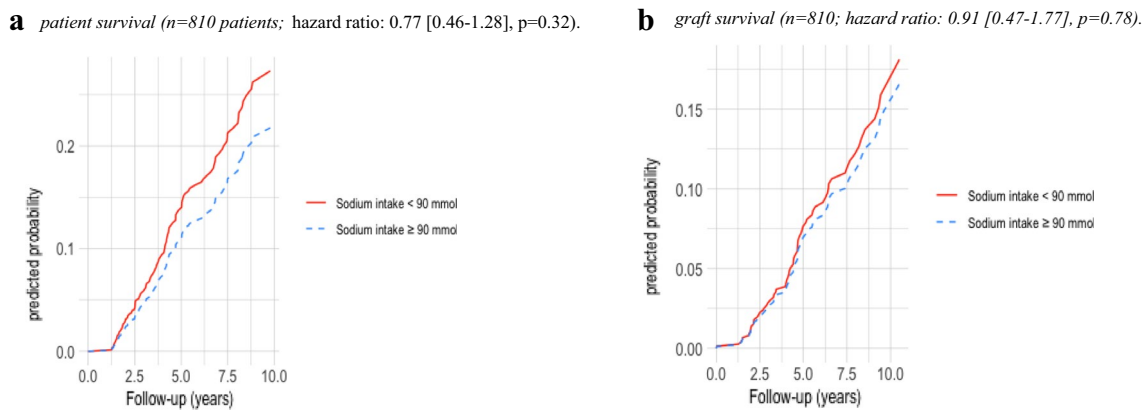 a patient survival (n=810 patients; hazard ratio: 0.77 [0.46-1.28], p=0.32).
predicted probability
0.2
0.1
0.0
0.0 2.5 5.0 7.5 10.0
Follow-up (years)
Sodium intake < 90 mmol
Sodium intake ≥ 90 mmol
b graft survival (n=810; hazard ratio: 0.91 [0.47-1.77], p=0.78).
predicted probability
0.15
0.10
0.05
0.00
0.0 2.5 5.0 7.5 10.0
Follow-up (years)
Sodium intake < 90 mmol
Sodium intake ≥ 90 mmol